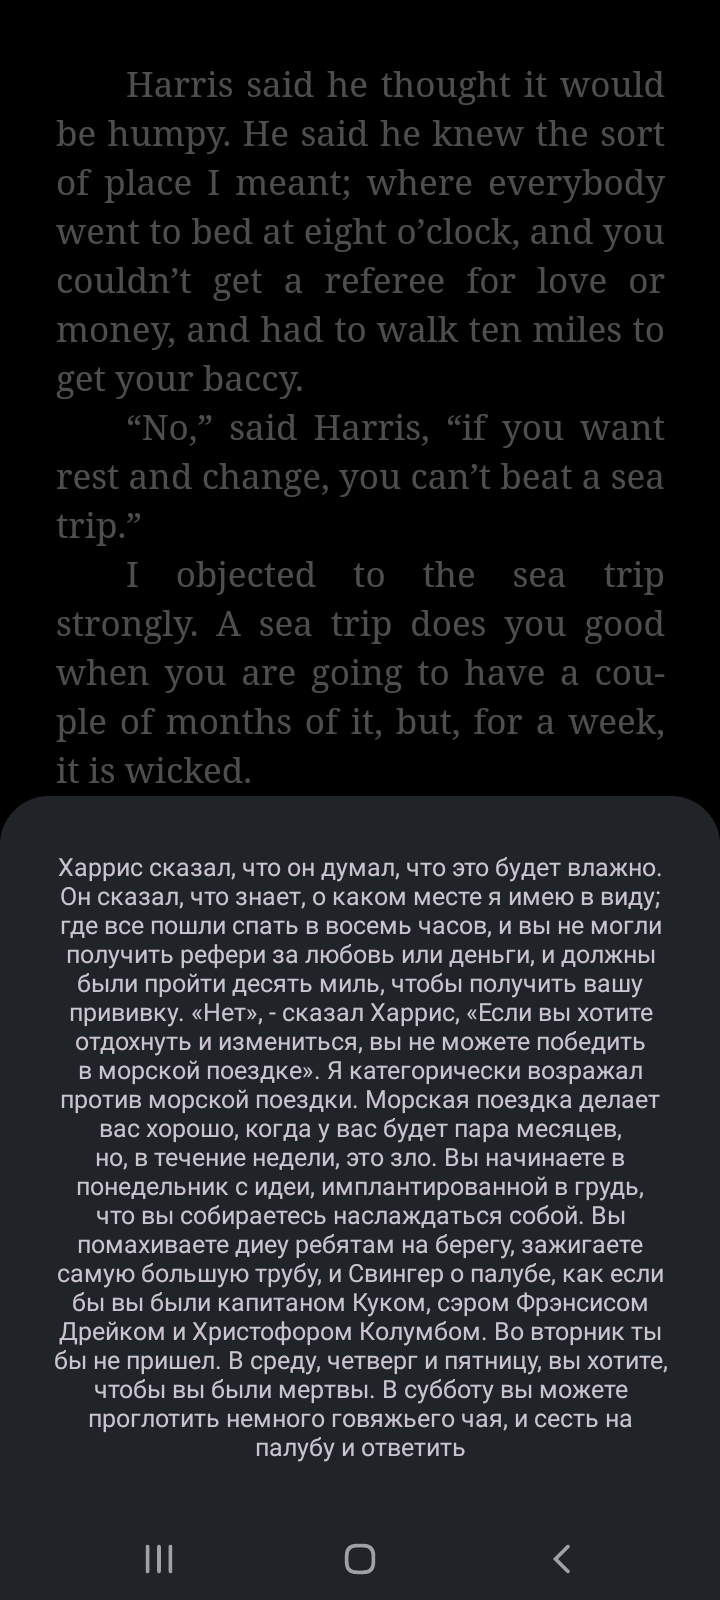 Harris said he thought it would
be humpy. He said he knew the sort
of place I meant; where everybody
went to bed at eight o’clock, and you
couldn’t get a referee for love or
money, and had to walk ten miles to
get your baccy.
“No,” said Harris, “if you want
rest and change, you can’t beat a sea
trip.”
I objected to the sea trip
strongly. A sea trip does you good
when you are going to have a cou-
ple of months of it, but, for a week,
it is wicked.
Харрис сказал, что он думал, что это будет влажно.
Он сказал, что знает, о каком месте я имею в виду;
где все пошли спать в восемь часов, и вы не могли
получить рефери за любовь или деньги, и должны
были пройти десять миль, чтобы получить вашу
прививку. «Нет», - сказал Харрис, «Если вы хотите
отдохнуть и измениться, вы не можете победить
в морской поездке». Я категорически возражал
против морской поездки. Морская поездка делает
вас хорошо, когда у вас будет пара месяцев,
но, в течение недели, это зло. Вы начинаете в
понедельник с идеи, имплантированной в грудь,
что вы собираетесь наслаждаться собой. Вы
помахиваете диеу ребятам на берегу, зажигаете
самую большую трубу, и Свингер о палубе, как если
бы вы были капитаном Куком, сэром Фрэнсисом
Дрейком и Христофором Колумбом. Во вторник ты
бы не пришел. В среду, четверг и пятницу, вы хотите,
чтобы вы были мертвы. В субботу вы можете
проглотить немного говяжьего чая, и сесть на
палубу и ответить